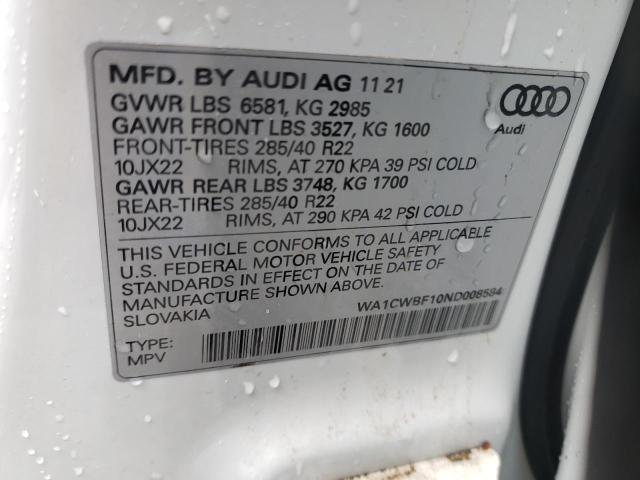 MFD. BY AUDI AG 11 21
GVWR LBS 6581, KG 2985
GAWR FRONT LBS 3527, KG 1600
FRONT-TIRES 285/40 R22
10JX22 RIMS, AT 270 KPA 39 PSI COLD
GAWR REAR LBS 3748, KG 1700
REAR-TIRES 285/40 R22
10JX22 RIMS, AT 290 KPA 42 PSI COLD
Audi
THIS VEHICLE CONFORMS TO ALL APPLICABLE
U.S. FEDERAL MOTOR VEHICLE SAFETY
STANDARDS IN EFFECT ON THE DATE OF
MANUFACTURE SHOWN ABOVE.
SLOVAKIA
WA1CWBF10ND008584
TYPE:
MPV